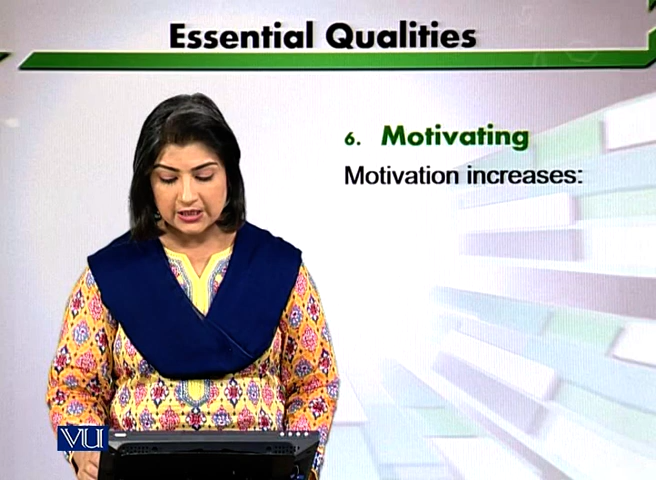 Essential Qualities
6. Motivating
Motivation increases:
VU